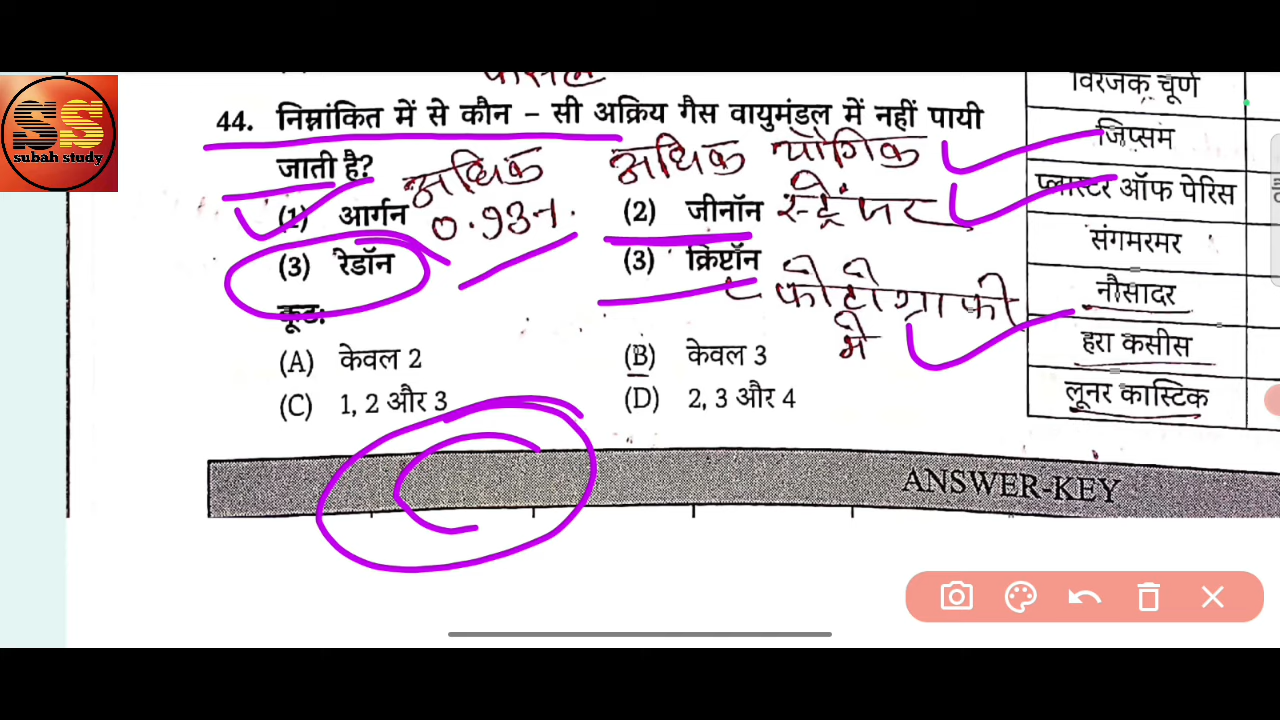 SS
subah study
44. निम्नांकित में से कौन – सी अक्रिय गैस वायुमंडल में नहीं पायी
जाती है?
अधिक
अधिक यौगिक
(1) आर्गन
0.93%
(2) जीनॉन
(3) रेडॉन
(3) क्रिप्टॉन
फोटोग्राफी
में
कूटः
(A) केवल 2
(B) केवल 3
(C) 1, 2 और 3
(D) 2, 3 और 4
ANSWER-KEY
विरंजक चूर्ण
जिप्सम
प्लास्टर ऑफ पेरिस
संगमरमर
नौसादर
हरा कसीस
लूनर कास्टिक